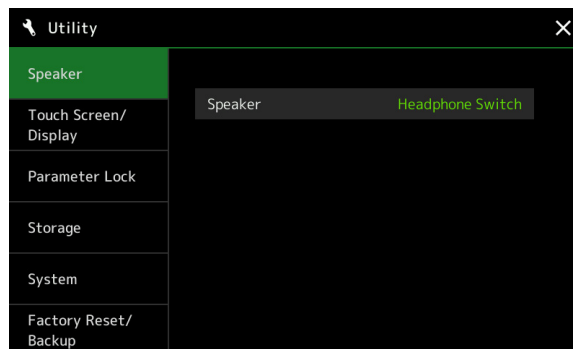 Utility
Speaker
Speaker Headphone Switch
Touch Screen/
Display
Parameter Lock
Storage
System
Factory Reset/
Backup